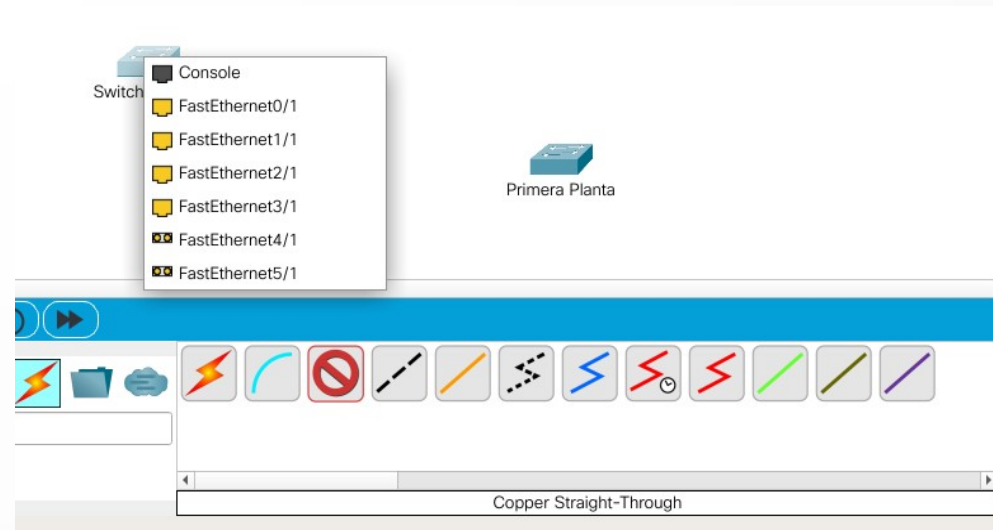 Console
Switch
FastEthernet0/1
FastEthernet1/1
FastEthernet2/1
FastEthernet3/1
FastEthernet4/1
FastEthernet5/1
Primera Planta
Copper Straight-Through